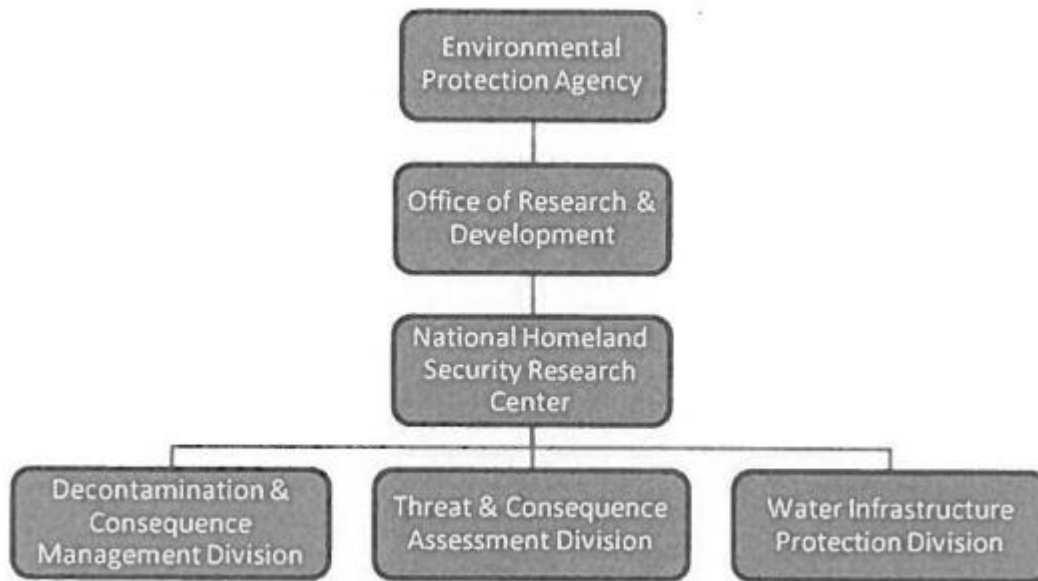 Environmental
Protection Agency
Office of Research &
Development
National Homeland
Security Research
Center
Decontamination &
Consequence
Management Division
Threat & Consequence
Assessment Division
Water Infrastructure
Protection Division